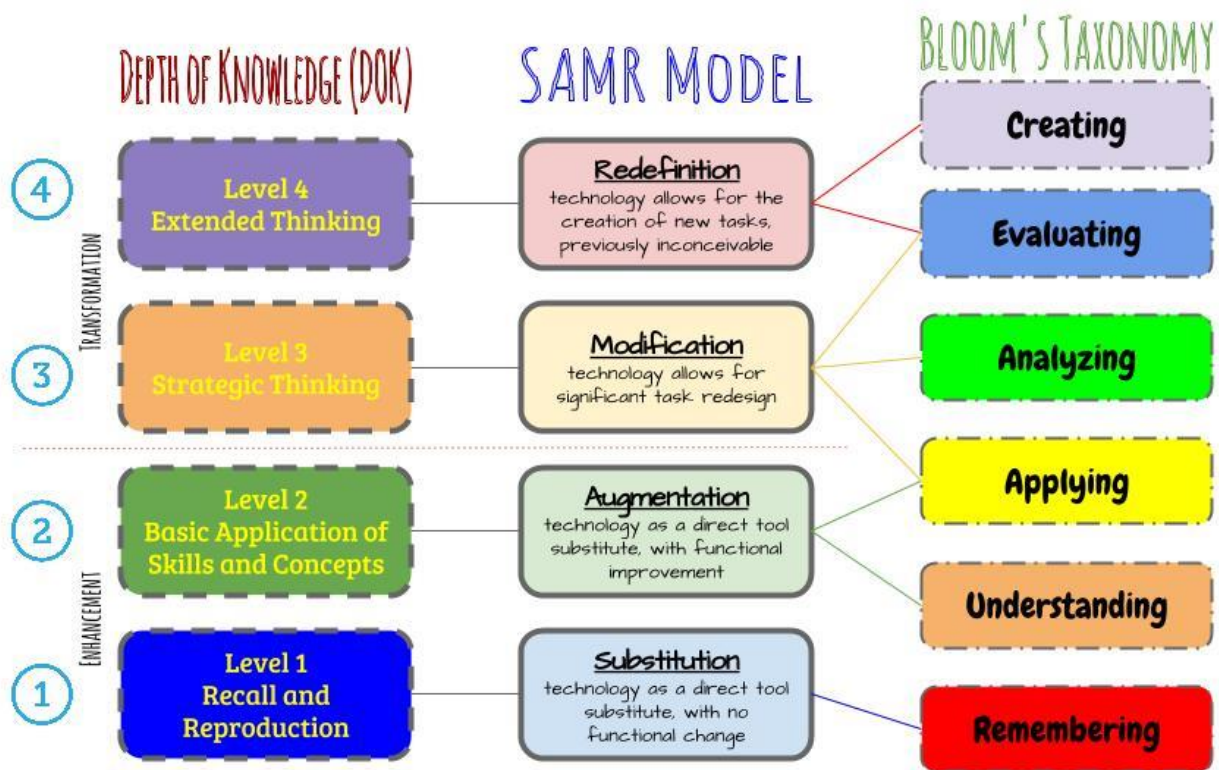 DEPTH OF KNOWLEDGE (DOK)
SAMR MODEL
BLOOM'S TAXONOMY
4
Level 4
Extended Thinking
Redefinition
technology allows for the
creation of new tasks,
previously inconceivable
Creating
Evaluating
TRANSFORMATION
3
Level 3
Strategic Thinking
Modification
technology allows for
significant task redesign
Analyzing
2
Level 2
Basic Application of
Skills and Concepts
Augmentation
technology as a direct tool
substitute, with functional
improvement
Applying
Understanding
ENHANCEMENT
1
Level 1
Recall and
Reproduction
Substitution
technology as a direct tool
substitute, with no
functional change
Remembering